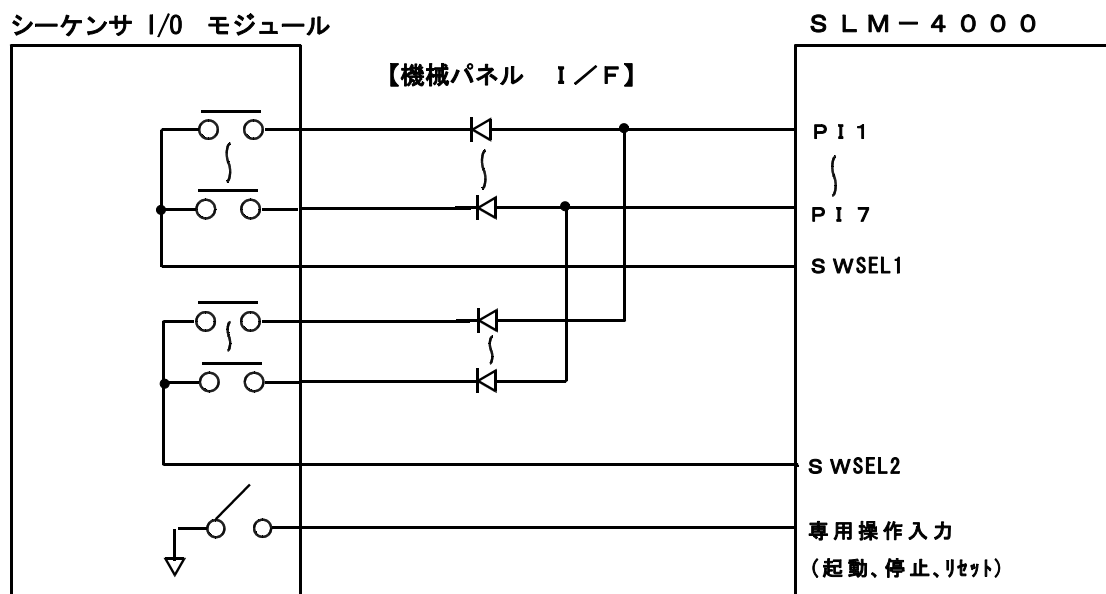 シーケンサ I/O モジュール
ＳＬＭ－４０００
【機械パネル Ｉ／Ｆ】
ＰＩ１
ＰＩ７
ＳＷSEL1
ＳＷSEL2
専用操作入力
（起動、停止、ﾘｾｯﾄ）